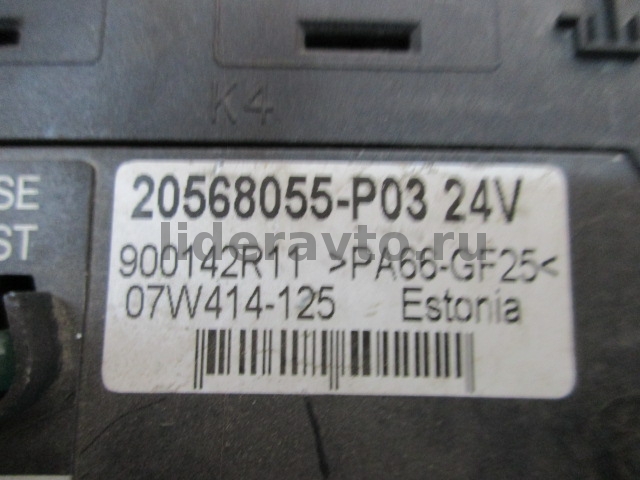 K4
SE
ST
20568055-P03 24V
900142R11 >PA66-GF25<
07W414-125 Estonia
lideravto.ru